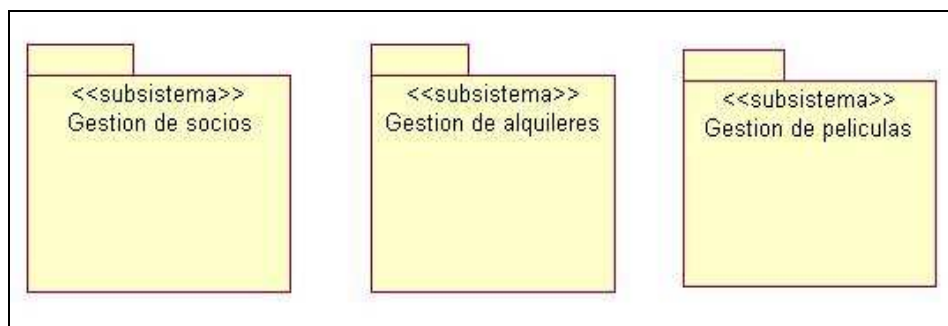 <<subsistema>>
Gestion de socios
<<subsistema>>
Gestion de alquileres
<<subsistema>>
Gestion de peliculas